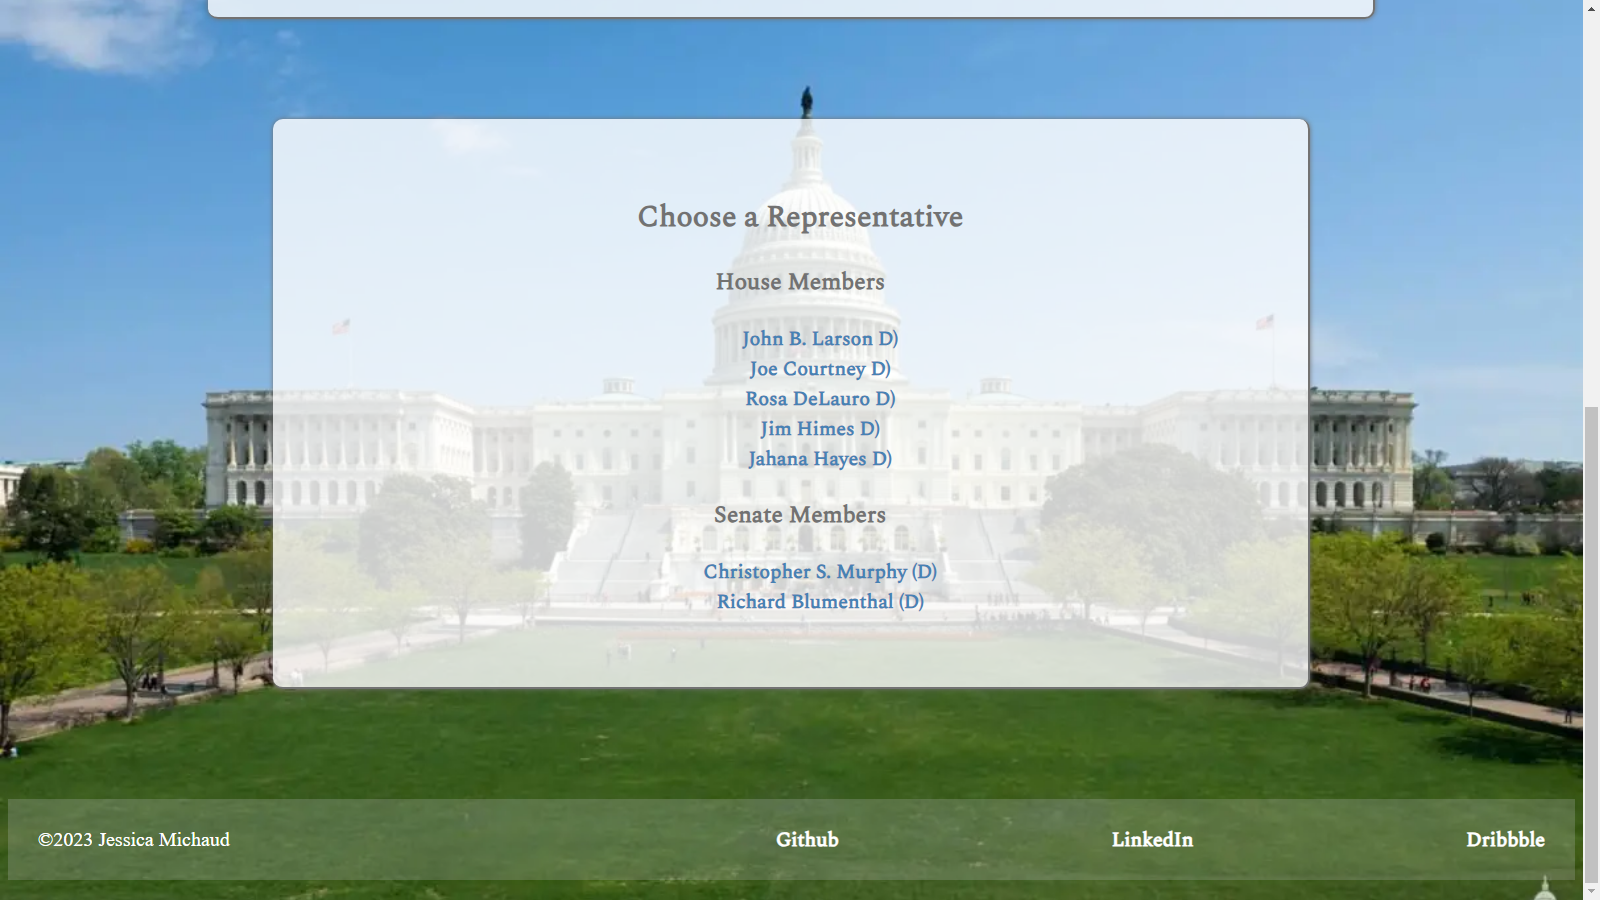 Choose a Representative
House Members
John B. Larson D)
Joe Courtney D)
Rosa DeLauro D)
Jim Himes D)
Jahana Hayes D)
Senate Members
Christopher S. Murphy (D)
Richard Blumenthal (D)
©2023 Jessica Michaud
Github
LinkedIn
Dribbble